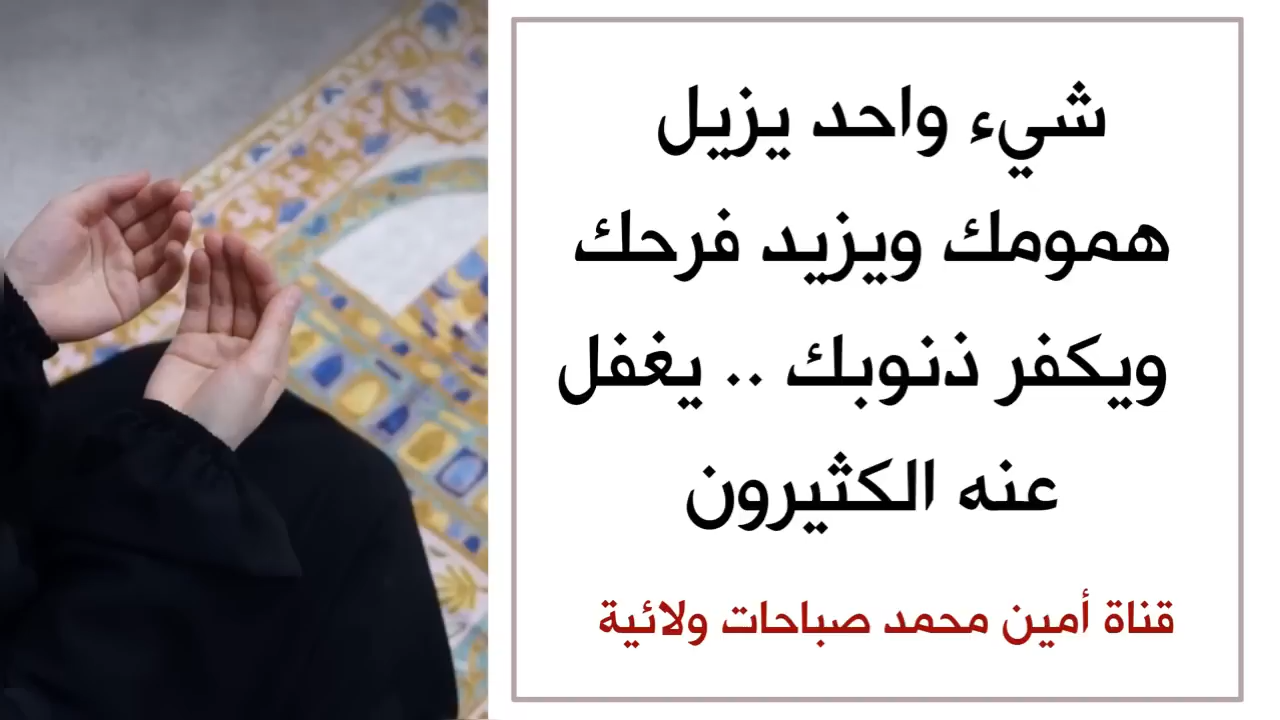 شيء واحد يزيل
همومك ويزيد فرحك
ويكفر ذنوبك .. يغفل
عنه الكثيرون
قناة أمين محمد صباحات ولائية